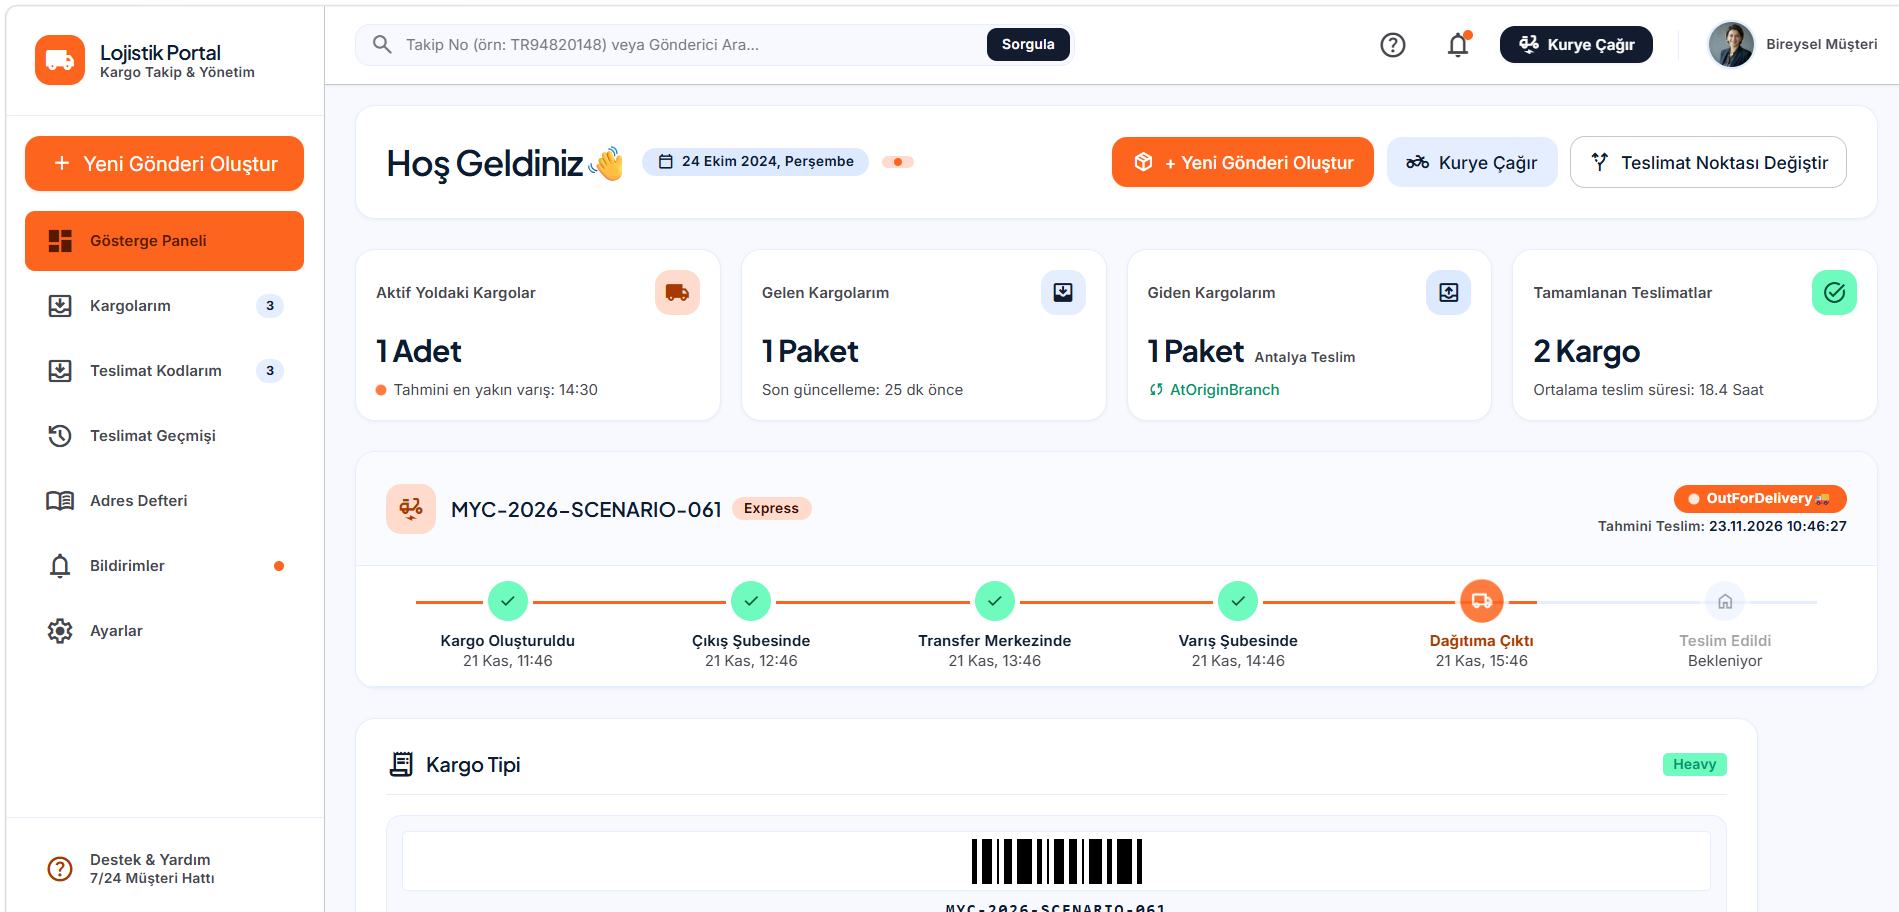 Lojistik Portal
Kargo Takip & Yönetim
Takip No (örn: TR94820148) veya Gönderici Ara...
Sorgula
Kurye Çağır
Bireysel Müşteri
+ Yeni Gönderi Oluştur
Gösterge Paneli
Kargolarım 3
Teslimat Kodlarım 3
Teslimat Geçmişi
Adres Defteri
Bildirimler
Ayarlar
Destek & Yardım
7/24 Müşteri Hattı
Hoş Geldiniz👋
24 Ekim 2024, Perşembe
+ Yeni Gönderi Oluştur
Kurye Çağır
Teslimat Noktası Değiştir
Aktif Yoldaki Kargolar
1 Adet
Tahmini en yakın varış: 14:30
Gelen Kargolarım
1 Paket
Son güncelleme: 25 dk önce
Giden Kargolarım
1 Paket Antalya Teslim
AtOriginBranch
Tamamlanan Teslimatlar
2 Kargo
Ortalama teslim süresi: 18.4 Saat
MYC-2026-SCENARIO-061 Express
OutForDelivery🚚
Tahmini Teslim: 23.11.2026 10:46:27
Kargo Oluşturuldu
21 Kas, 11:46
Çıkış Şubesinde
21 Kas, 12:46
Transfer Merkezinde
21 Kas, 13:46
Varış Şubesinde
21 Kas, 14:46
Dağıtıma Çıktı
21 Kas, 15:46
Teslim Edildi
Bekleniyor
Kargo Tipi
Heavy
MYC-2026-SCENARIO-061